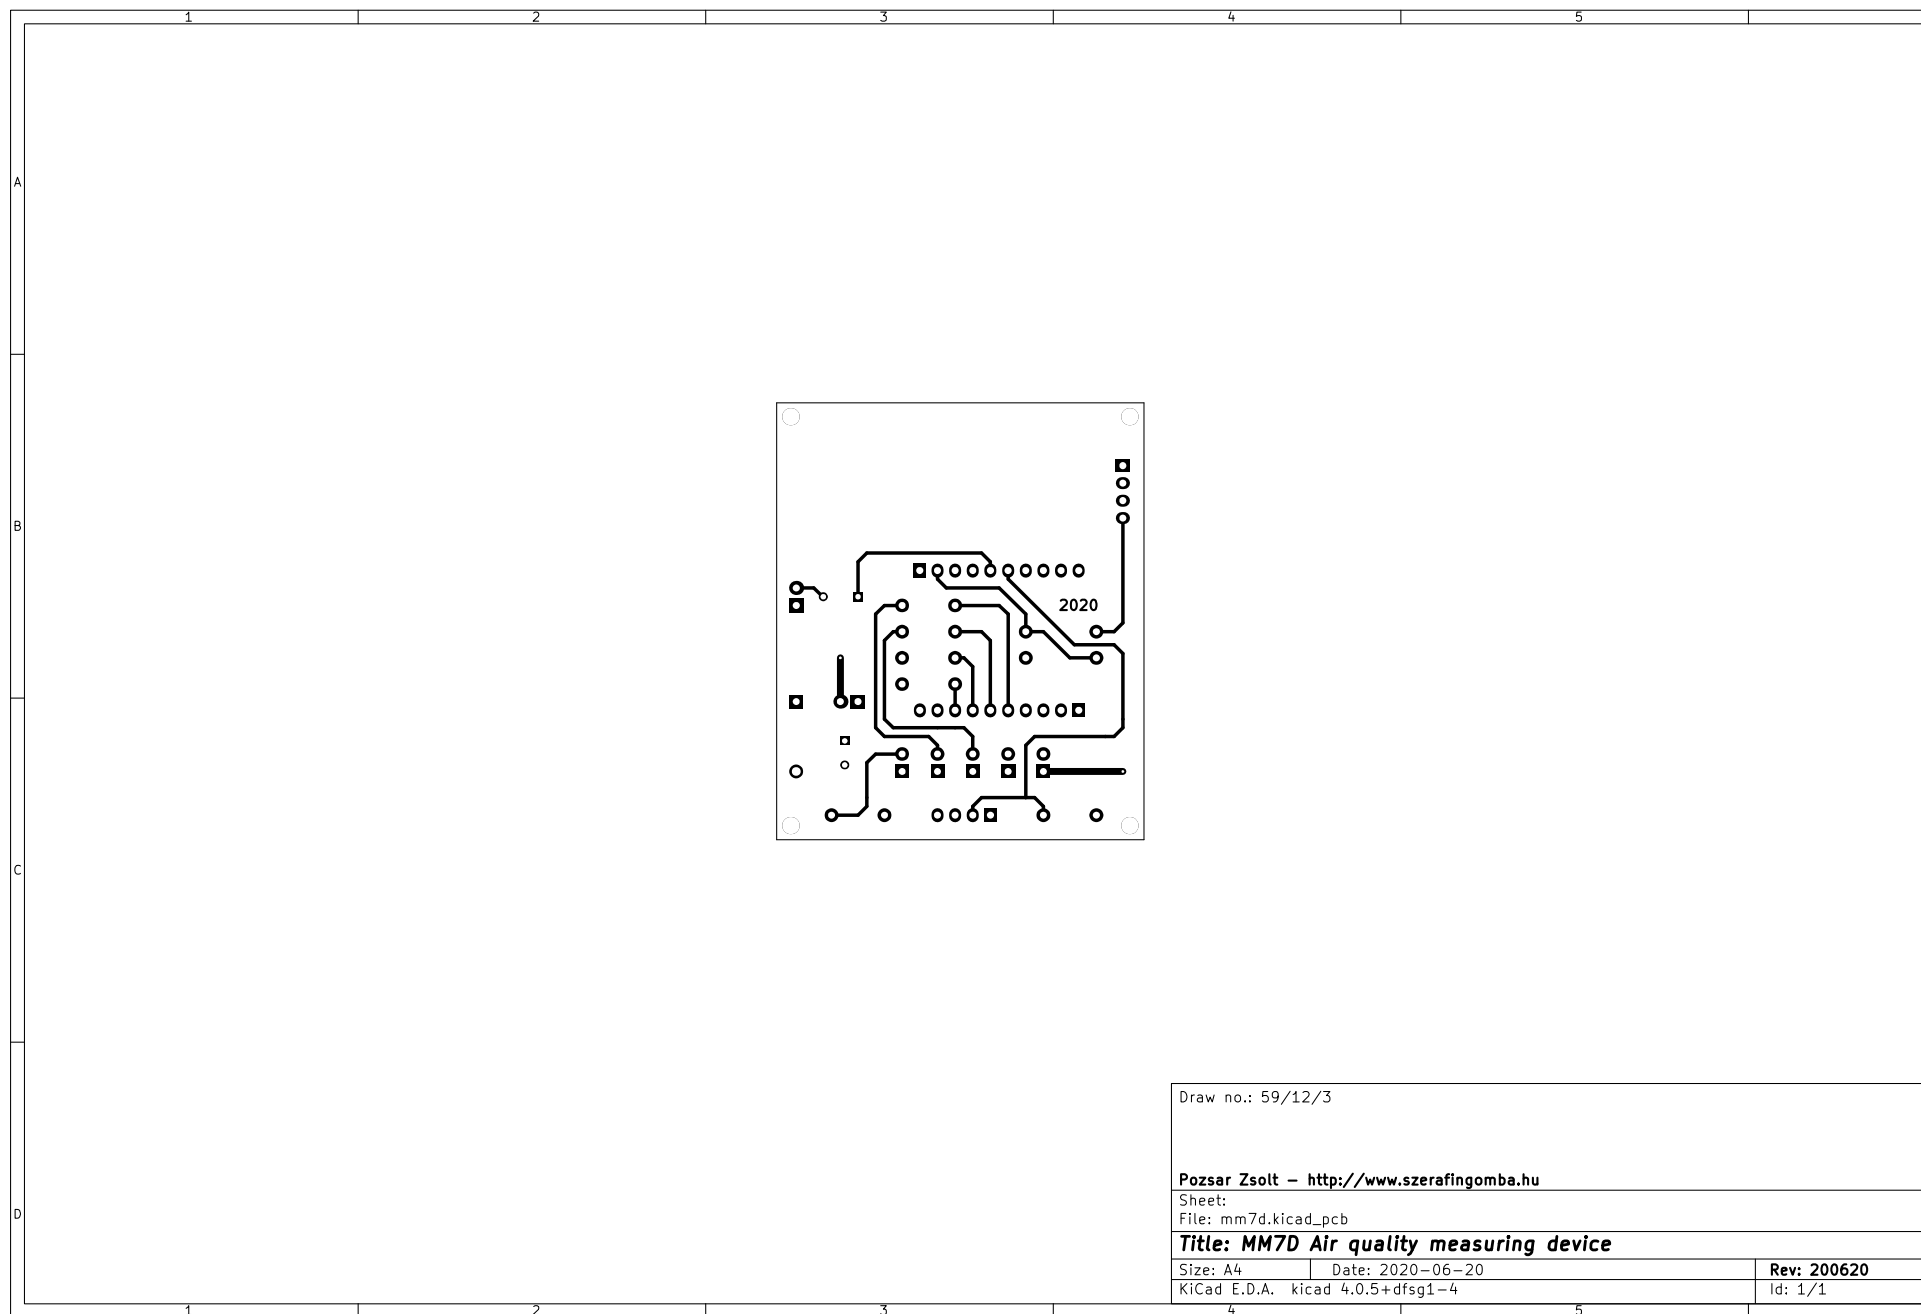 1 2 3 4 5
A
B
2020
C
Draw no.: 59/12/3
Pozsar Zsolt – http://www.szerafingomba.hu
Sheet:
D
File: mm7d.kicad_pcb
Title: MM7D Air quality measuring device
Size: A4 Date: 2020-06-20 Rev: 200620
KiCad E.D.A. kicad 4.0.5+dfsg1-4 Id: 1/1
1 2 3 4 5